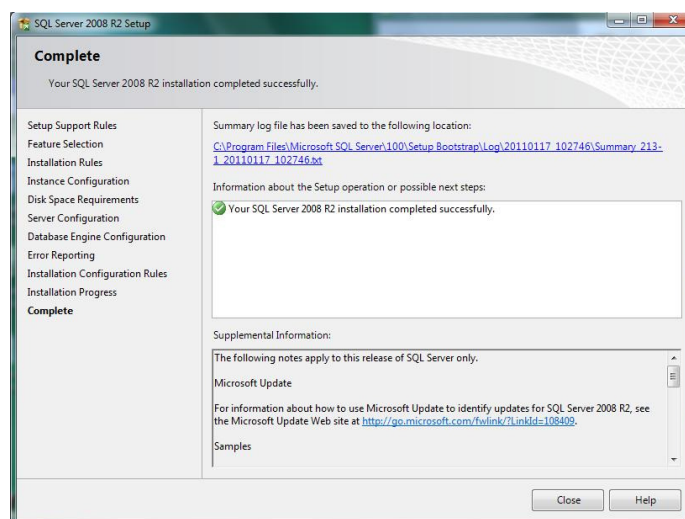 SQL Server 2008 R2 Setup
Complete
Your SQL Server 2008 R2 installation completed successfully.
Setup Support Rules
Feature Selection
Installation Rules
Instance Configuration
Disk Space Requirements
Server Configuration
Database Engine Configuration
Error Reporting
Installation Configuration Rules
Installation Progress
Complete
Summary log file has been saved to the following location:
C:\Program Files\Microsoft SQL Server\100\Setup Bootstrap\Log\20110117_102746\Summary_213-
1_20110117_102746.txt
Information about the Setup operation or possible next steps:
Your SQL Server 2008 R2 installation completed successfully.
Supplemental Information:
The following notes apply to this release of SQL Server only.
Microsoft Update
For information about how to use Microsoft Update to identify updates for SQL Server 2008 R2, see
the Microsoft Update Web site at http://go.microsoft.com/fwlink/?LinkId=108409.
Samples
Close
Help